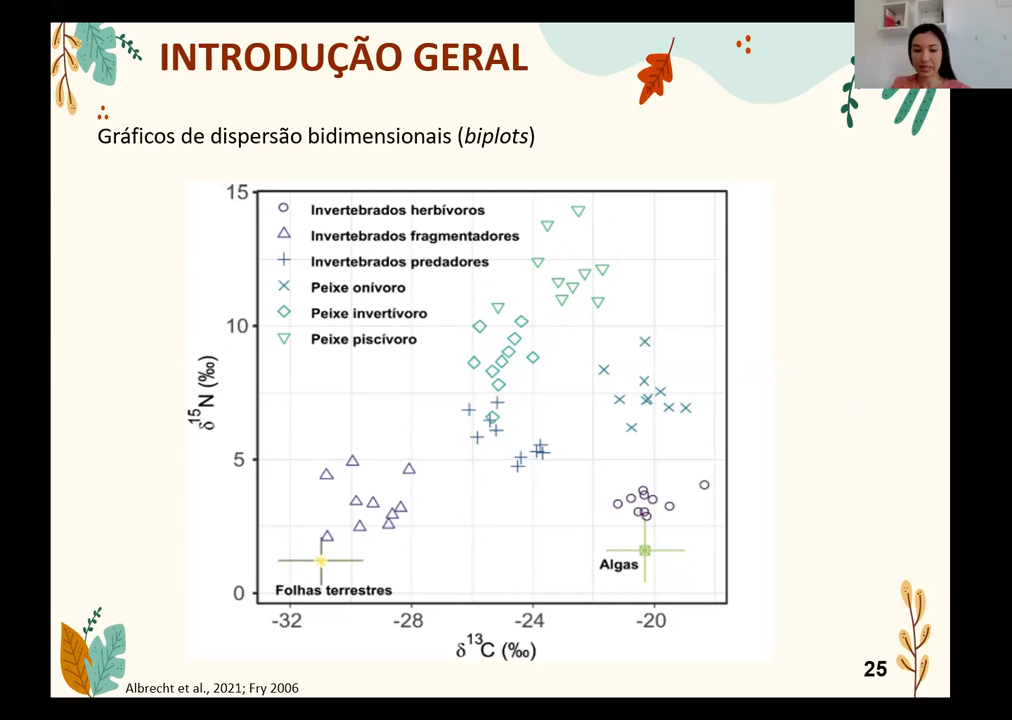 INTRODUÇÃO GERAL
Gráficos de dispersão bidimensionais (biplots)
15
10
5
0
δ15N (‰)
Invertebrados herbívoros
Invertebrados fragmentadores
Invertebrados predadores
Peixe onívoro
Peixe invertívoro
Peixe piscívoro
Algas
Folhas terrestres
-32 -28 -24 -20
δ13C (‰)
25
Albrecht et al., 2021; Fry 2006